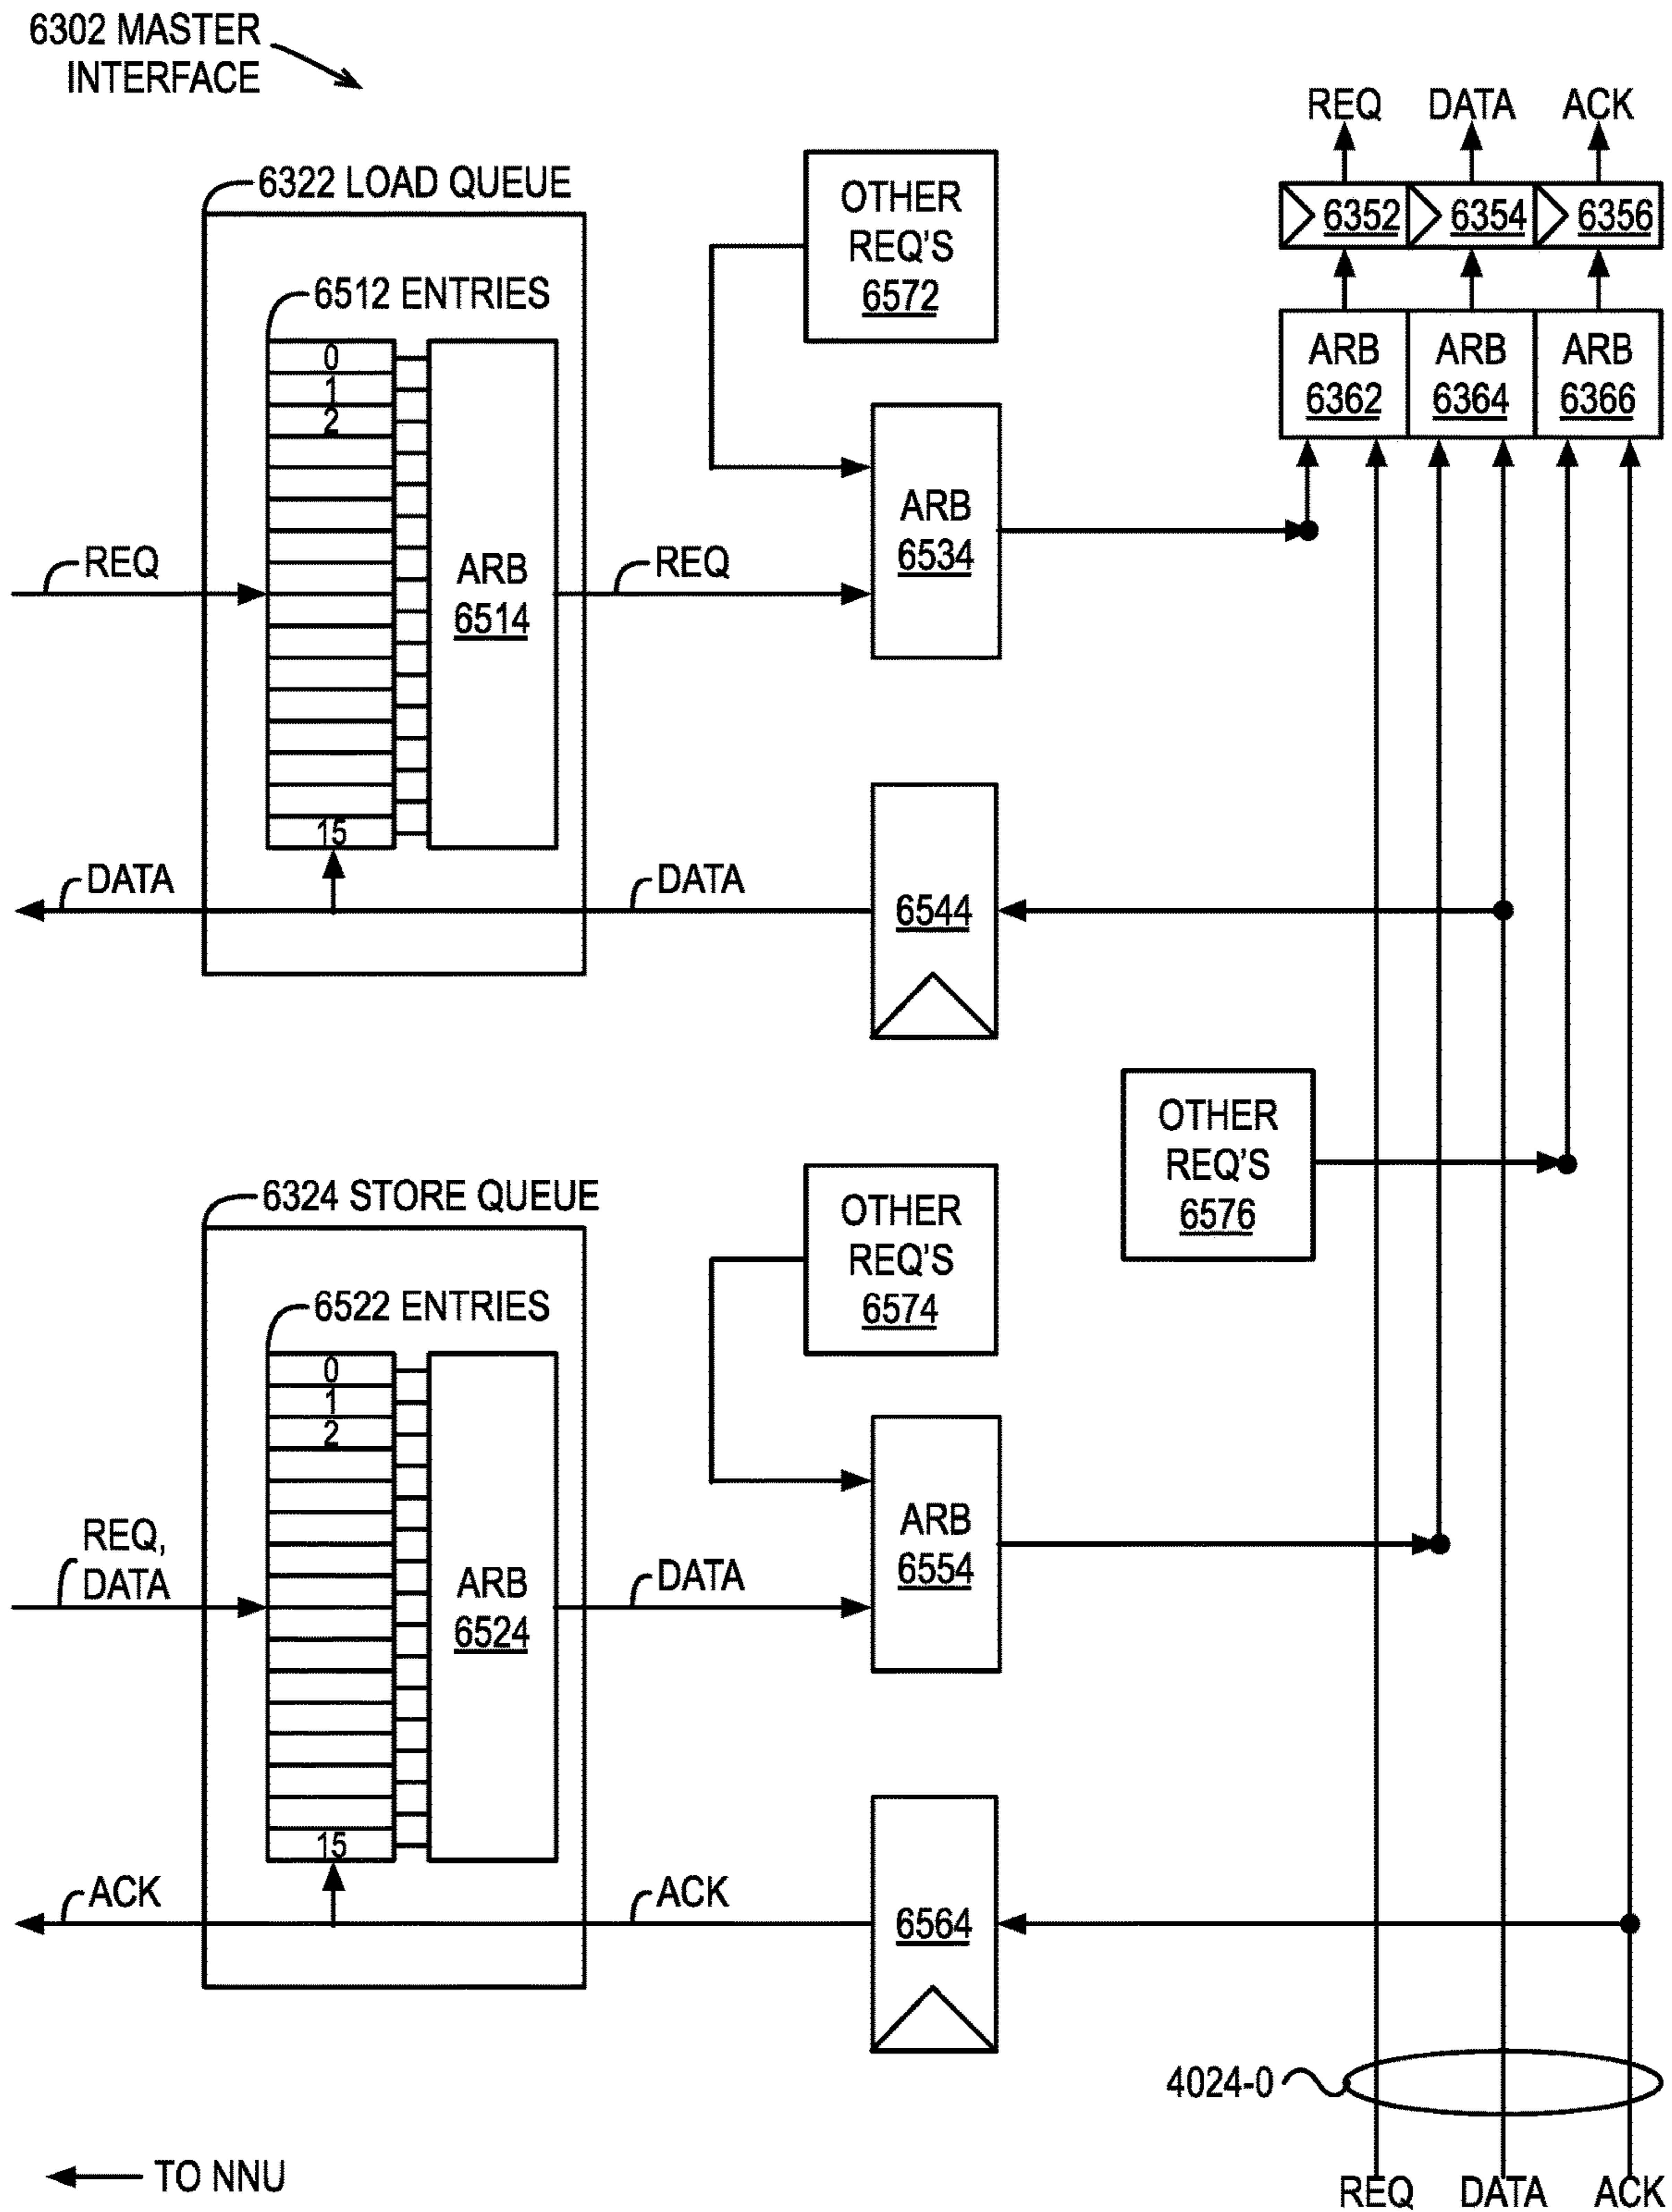 6302 MASTER
INTERFACE
REQ DATA ACK
6352 6354 6356
ARB ARB ARB
6362 6364 6366
6322 LOAD QUEUE
6512 ENTRIES
0
1
2
15
ARB
6514
REQ
REQ
OTHER
REQ'S
6572
ARB
6534
DATA
DATA
6544
OTHER
REQ'S
6576
6324 STORE QUEUE
6522 ENTRIES
0
1
2
15
ARB
6524
REQ,
DATA
DATA
OTHER
REQ'S
6574
ARB
6554
ACK
ACK
6564
4024-0
TO NNU
REQ DATA ACK